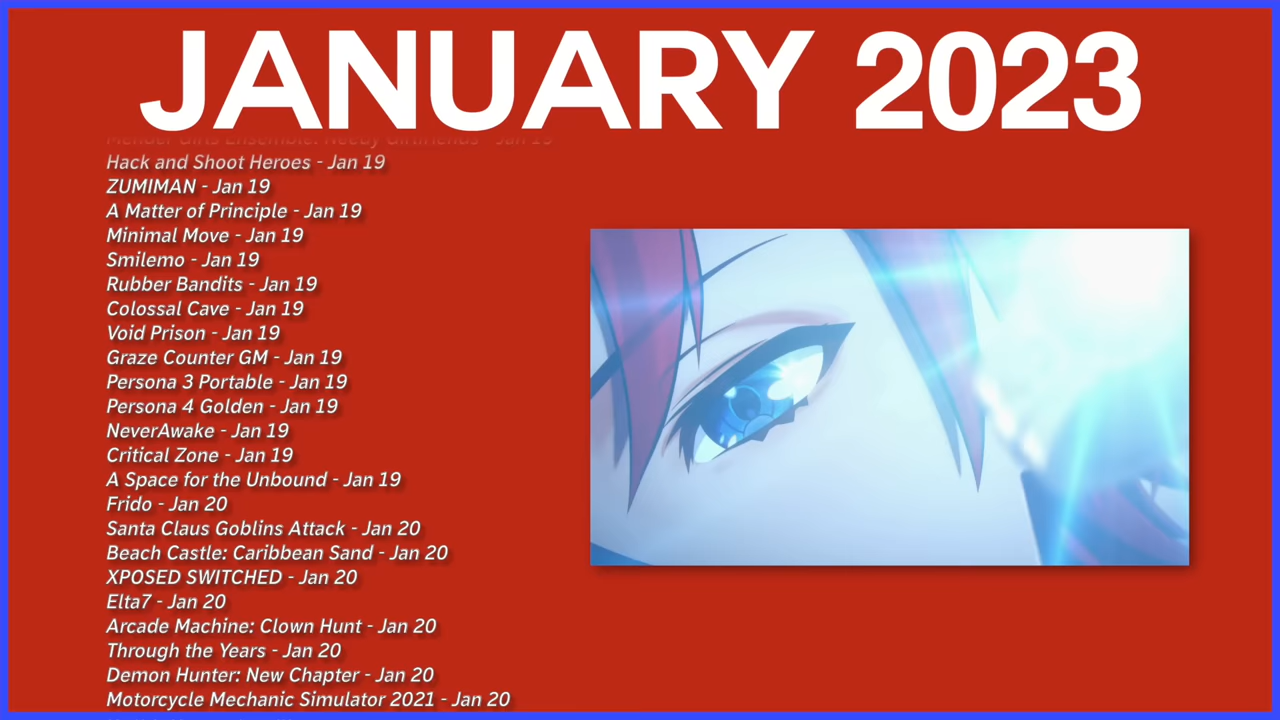 JANUARY 2023
Hack and Shoot Heroes - Jan 19
ZUMIMAN - Jan 19
A Matter of Principle - Jan 19
Minimal Move - Jan 19
Smilemo - Jan 19
Rubber Bandits - Jan 19
Colossal Cave - Jan 19
Void Prison - Jan 19
Graze Counter GM - Jan 19
Persona 3 Portable - Jan 19
Persona 4 Golden - Jan 19
NeverAwake - Jan 19
Critical Zone - Jan 19
A Space for the Unbound - Jan 19
Frido - Jan 20
Santa Claus Goblins Attack - Jan 20
Beach Castle: Caribbean Sand - Jan 20
XPOSED SWITCHED - Jan 20
Elta7 - Jan 20
Arcade Machine: Clown Hunt - Jan 20
Through the Years - Jan 20
Demon Hunter: New Chapter - Jan 20
Motorcycle Mechanic Simulator 2021 - Jan 20